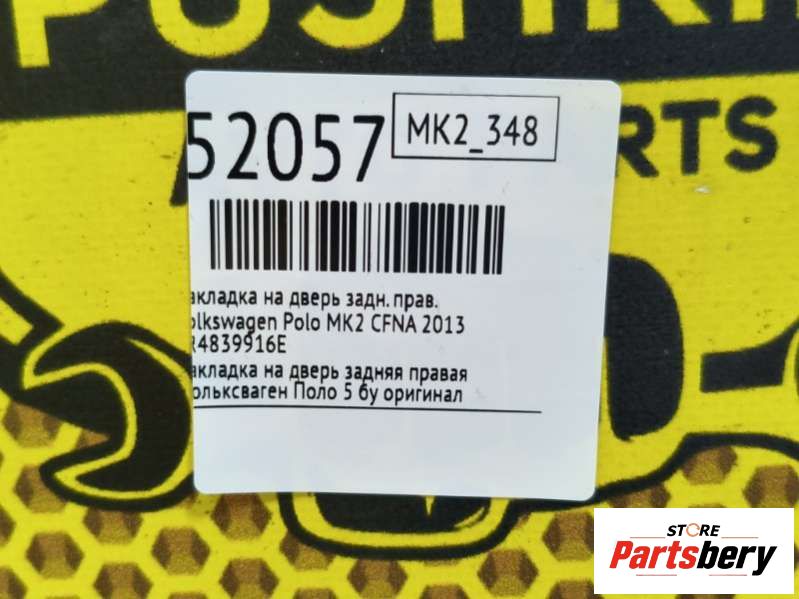 52057
MK2_348
акладка на дверь задн. прав.
olkswagen Polo MK2 CFNA 2013
R4839916E
акладка на дверь задняя правая
ольксваген Поло 5 бу оригинал
STORE
Partsbery